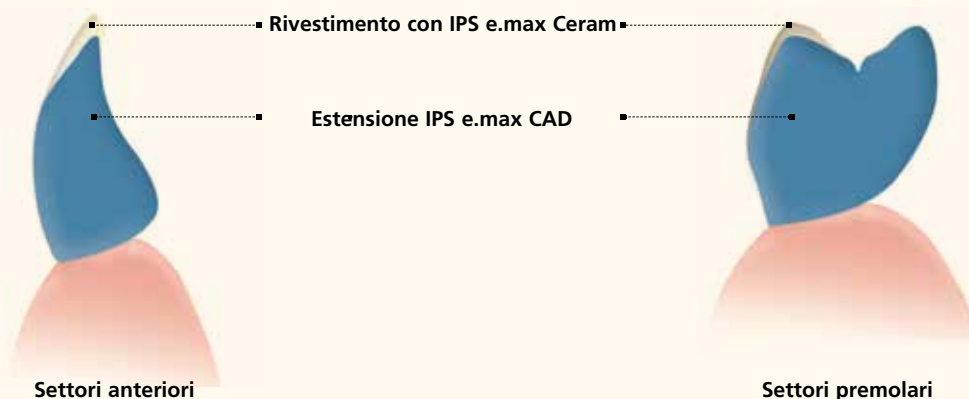 Rivestimento con IPS e.max Ceram
Estensione IPS e.max CAD
Settori anteriori
Settori premolari